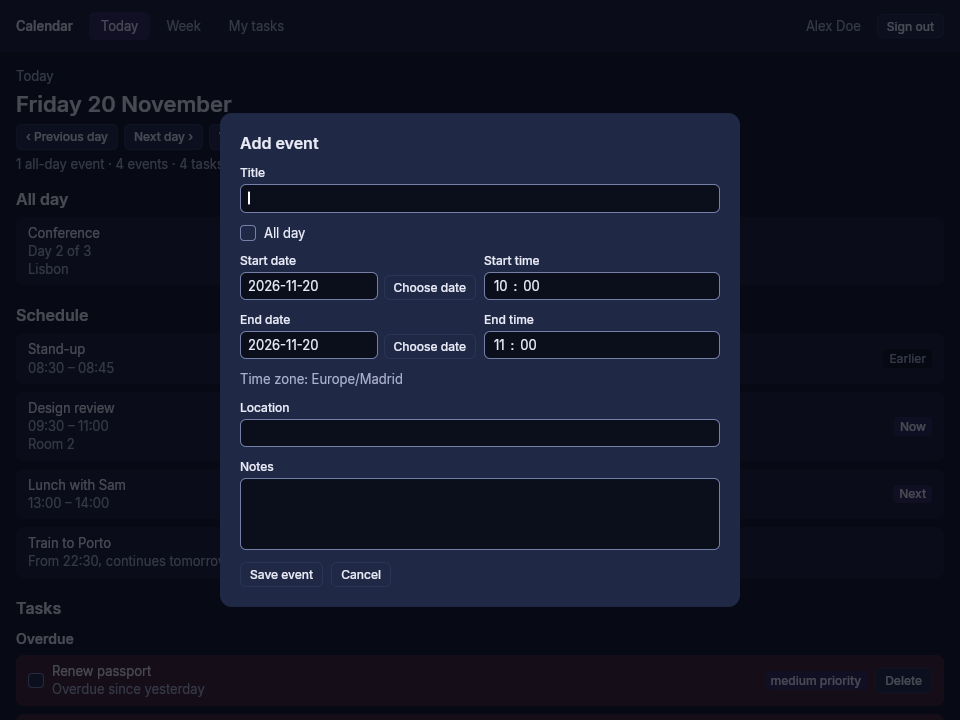 Calendar Today Week My tasks Alex Doe Sign out
Today
Friday 20 November
‹ Previous day Next day ›
1 all-day event · 4 events · 4 tasks
All day
Conference
Day 2 of 3
Lisbon
Schedule
Stand-up
08:30 – 08:45
Earlier
Design review
09:30 – 11:00
Room 2
Now
Lunch with Sam
13:00 – 14:00
Next
Train to Porto
From 22:30, continues
Tasks
Overdue
Renew passport
Overdue since yesterday
medium priority Delete
Add event
Title
All day
Start date Start time
2026-11-20 Choose date 10 : 00
End date End time
2026-11-20 Choose date 11 : 00
Time zone: Europe/Madrid
Location
Notes
Save event Cancel